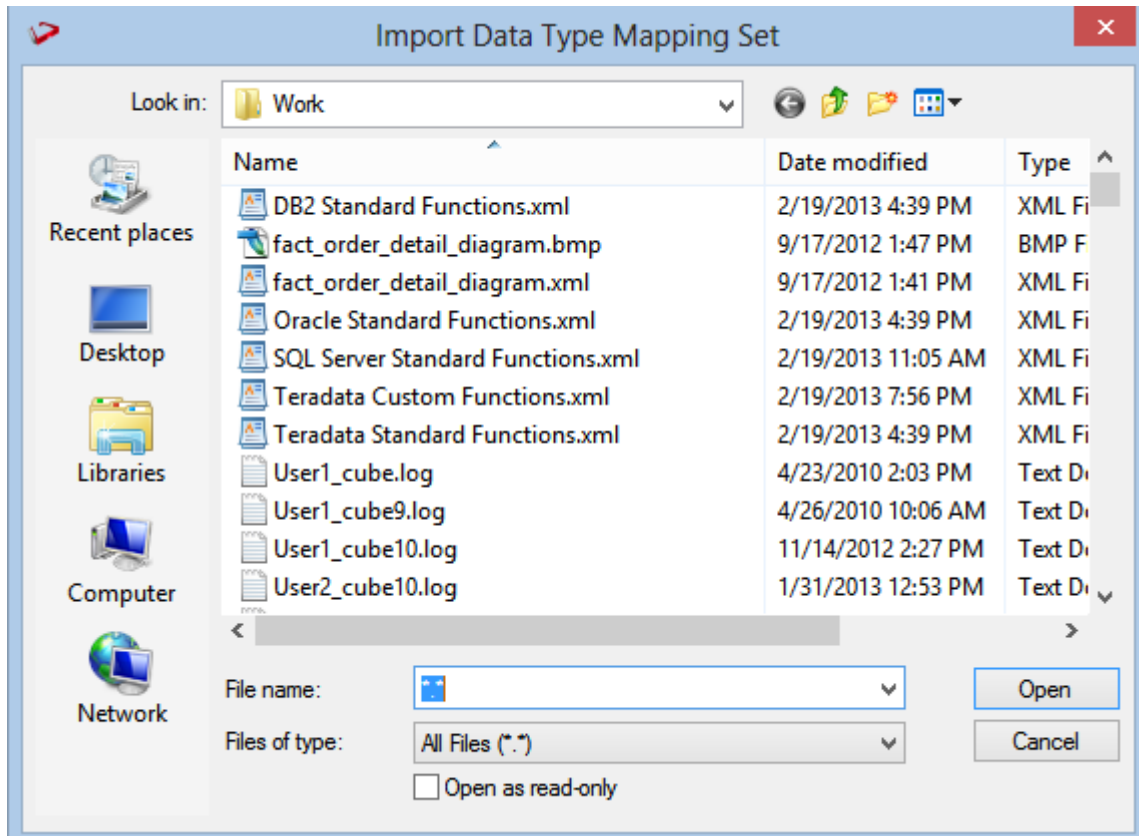 Import Data Type Mapping Set
Look in: Work
Name Date modified Type
DB2 Standard Functions.xml 2/19/2013 4:39 PM XML Fi
fact_order_detail_diagram.bmp 9/17/2012 1:47 PM BMP F
fact_order_detail_diagram.xml 9/17/2012 1:41 PM XML Fi
Oracle Standard Functions.xml 2/19/2013 4:39 PM XML Fi
SQL Server Standard Functions.xml 2/19/2013 11:05 AM XML Fi
Teradata Custom Functions.xml 2/19/2013 7:56 PM XML Fi
Teradata Standard Functions.xml 2/19/2013 4:39 PM XML Fi
User1_cube.log 4/23/2010 2:03 PM Text D
User1_cube9.log 4/26/2010 10:06 AM Text D
User1_cube10.log 11/14/2012 2:27 PM Text D
User2_cube10.log 1/31/2013 12:53 PM Text D
Recent places
Desktop
Libraries
Computer
Network
File name: *.* Open
Files of type: All Files (*.*) Cancel
Open as read-only